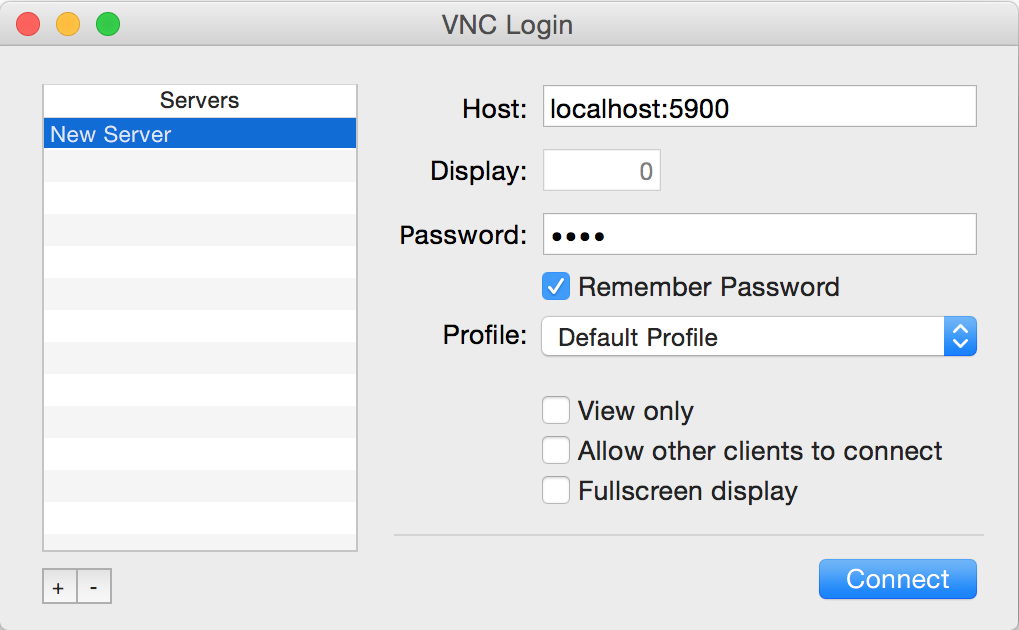 VNC Login
Servers
New Server
+ -
Host: localhost:5900
Display: 0
Password: ••••
Remember Password
Profile: Default Profile
View only
Allow other clients to connect
Fullscreen display
Connect